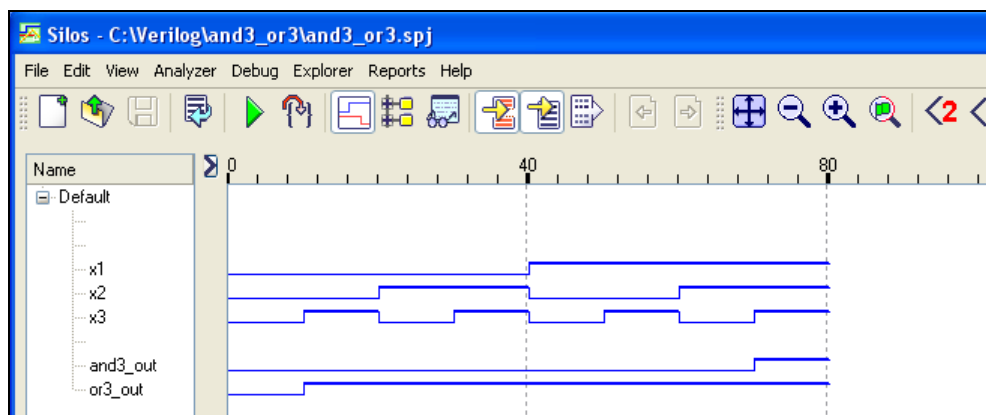 Silos - C:\Verilog\and3_or3\and3_or3.spj
File Edit View Analyzer Debug Explorer Reports Help
2
Name 0 40 80
Default
x1
x2
x3
and3_out
or3_out